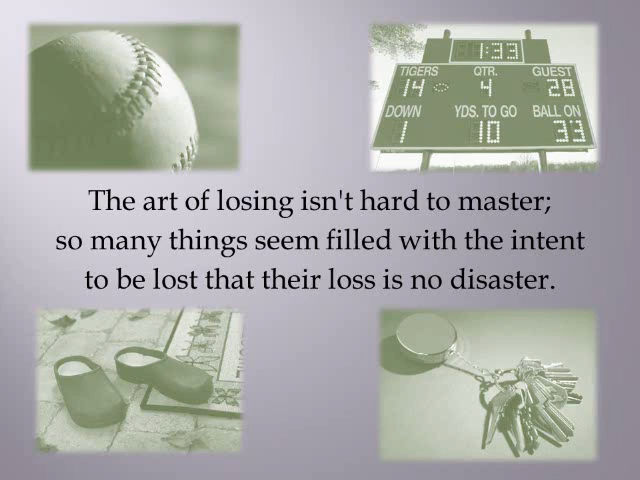 1:33
TIGERS QTR. GUEST
14 4 28
DOWN YDS. TO GO BALL ON
1 10 33
The art of losing isn't hard to master;
so many things seem filled with the intent
to be lost that their loss is no disaster.